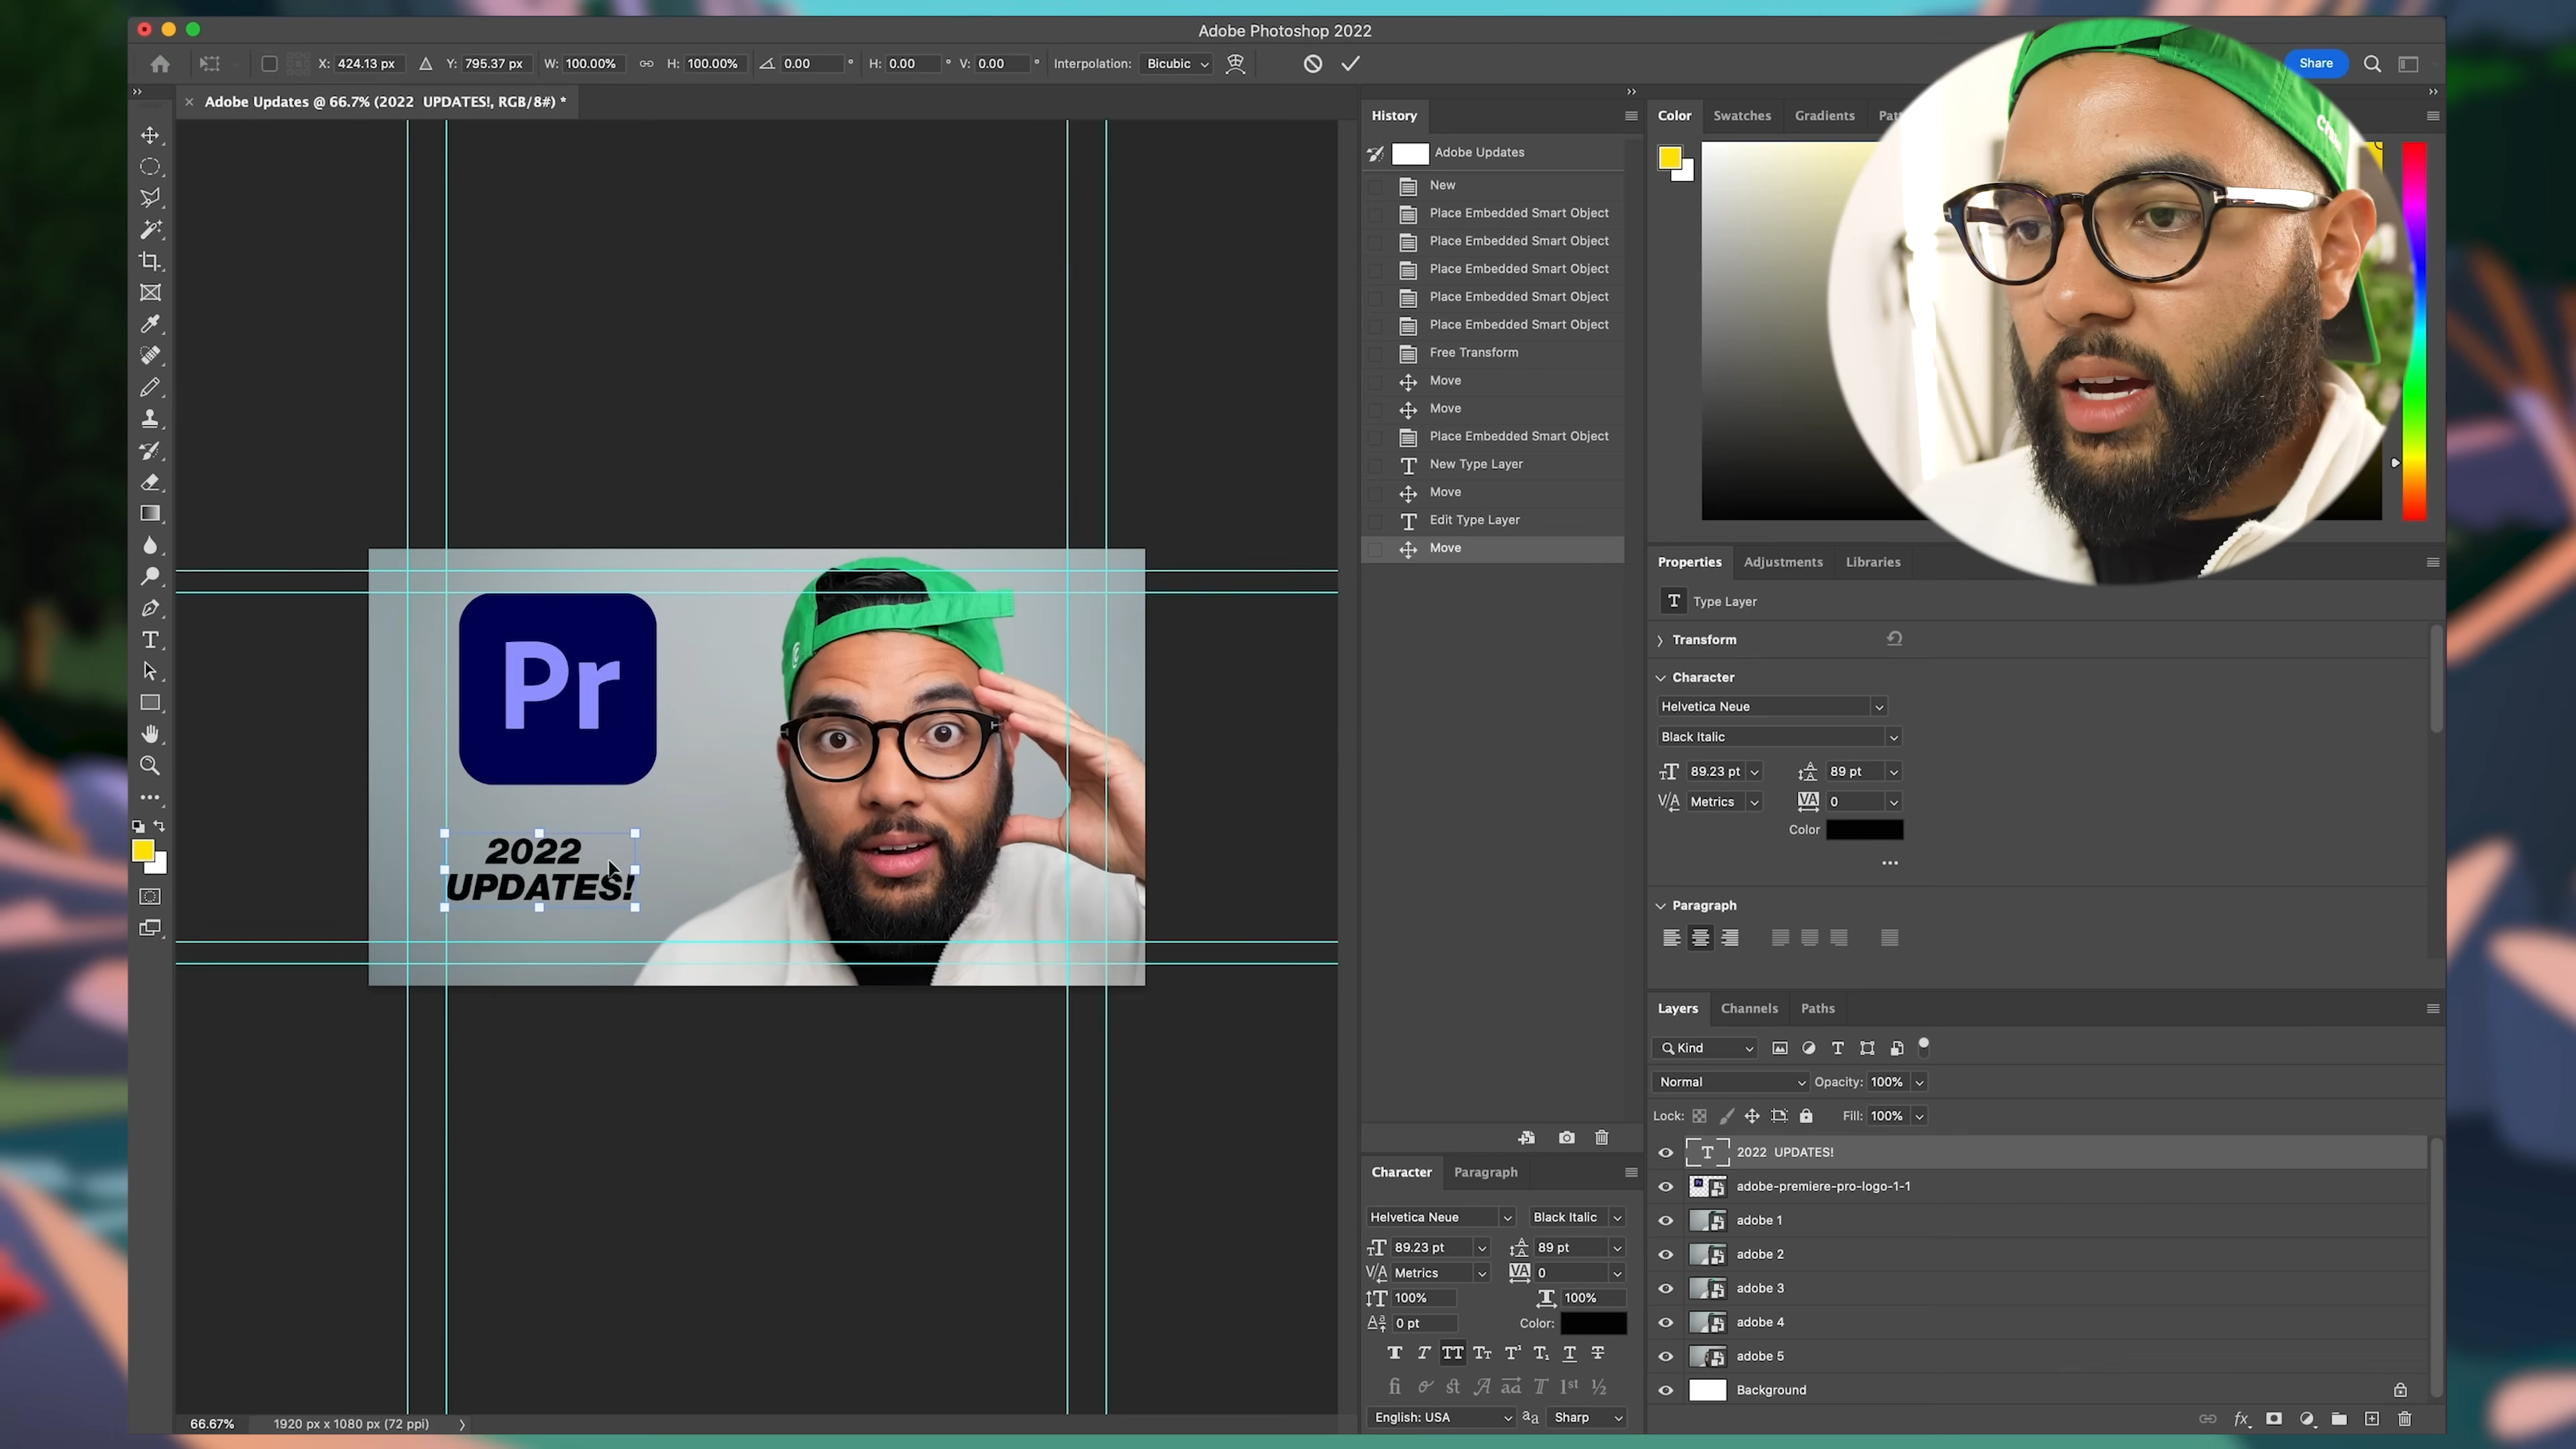 Adobe Photoshop 2022
X: 424.13 px Y: 795.37 px W: 100.00% H: 100.00% 0.00 ° H: 0.00 ° V: 0.00 ° Interpolation: Bicubic
Share
Adobe Updates @ 66.7% (2022 UPDATES!, RGB/8#) *
History
Adobe Updates
New
Place Embedded Smart Object
Place Embedded Smart Object
Place Embedded Smart Object
Place Embedded Smart Object
Place Embedded Smart Object
Free Transform
Move
Move
Place Embedded Smart Object
New Type Layer
Move
Edit Type Layer
Move
Color Swatches Gradients
Pr
2022
UPDATES!
Properties Adjustments Libraries
T Type Layer
Transform
Character
Helvetica Neue
Black Italic
89.23 pt 89 pt
Metrics 0
Color
Paragraph
Layers Channels Paths
Kind
Normal Opacity: 100%
Lock: Fill: 100%
2022 UPDATES!
adobe-premiere-pro-logo-1-1
adobe 1
adobe 2
adobe 3
adobe 4
adobe 5
Background
Character Paragraph
Helvetica Neue Black Italic
89.23 pt 89 pt
Metrics 0
100% 100%
0 pt Color:
English: USA Sharp
66.67% 1920 px x 1080 px (72 ppi)